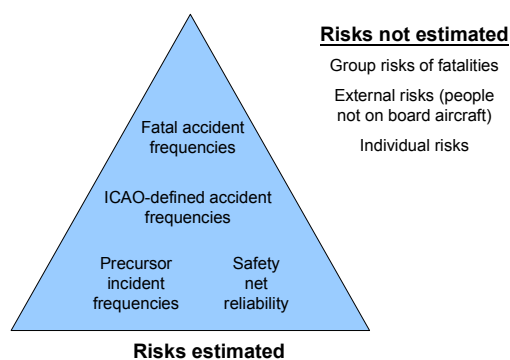 Risks not estimated
Group risks of fatalities
External risks (people
not on board aircraft)
Individual risks
Fatal accident
frequencies
ICAO-defined accident
frequencies
Precursor
incident
frequencies
Safety
net
reliability
Risks estimated